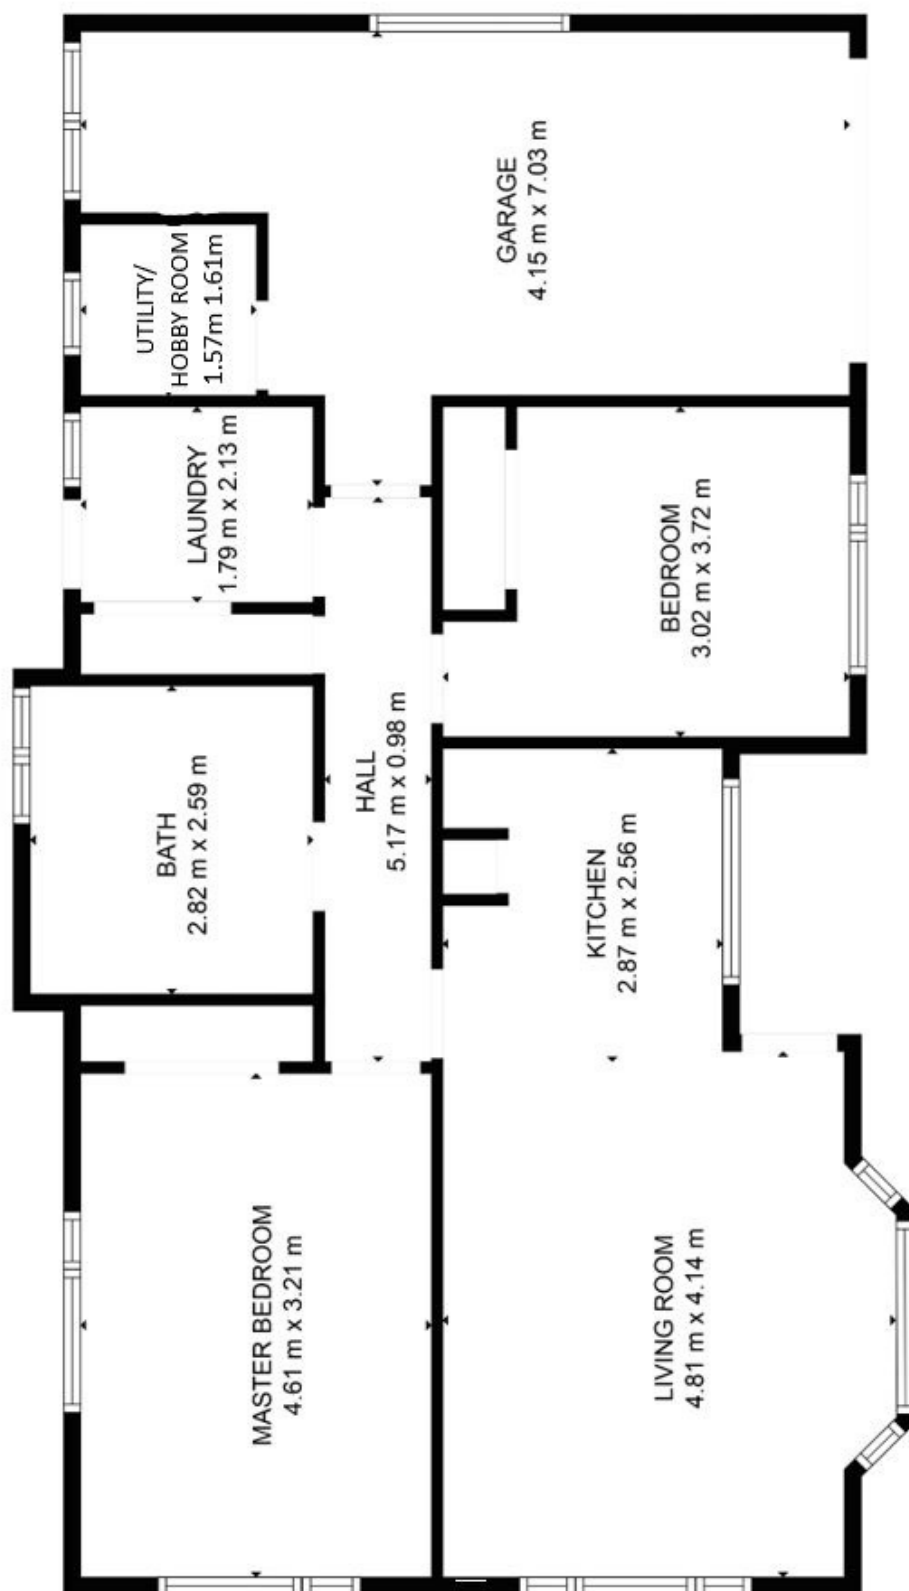 GARAGE
4.15 m x 7.03 m
UTILITY/
HOBBY ROOM
1.57m 1.61m
LAUNDRY
1.79 m x 2.13 m
BEDROOM
3.02 m x 3.72 m
HALL
5.17 m x 0.98 m
BATH
2.82 m x 2.59 m
KITCHEN
2.87 m x 2.56 m
MASTER BEDROOM
4.61 m x 3.21 m
LIVING ROOM
4.81 m x 4.14 m